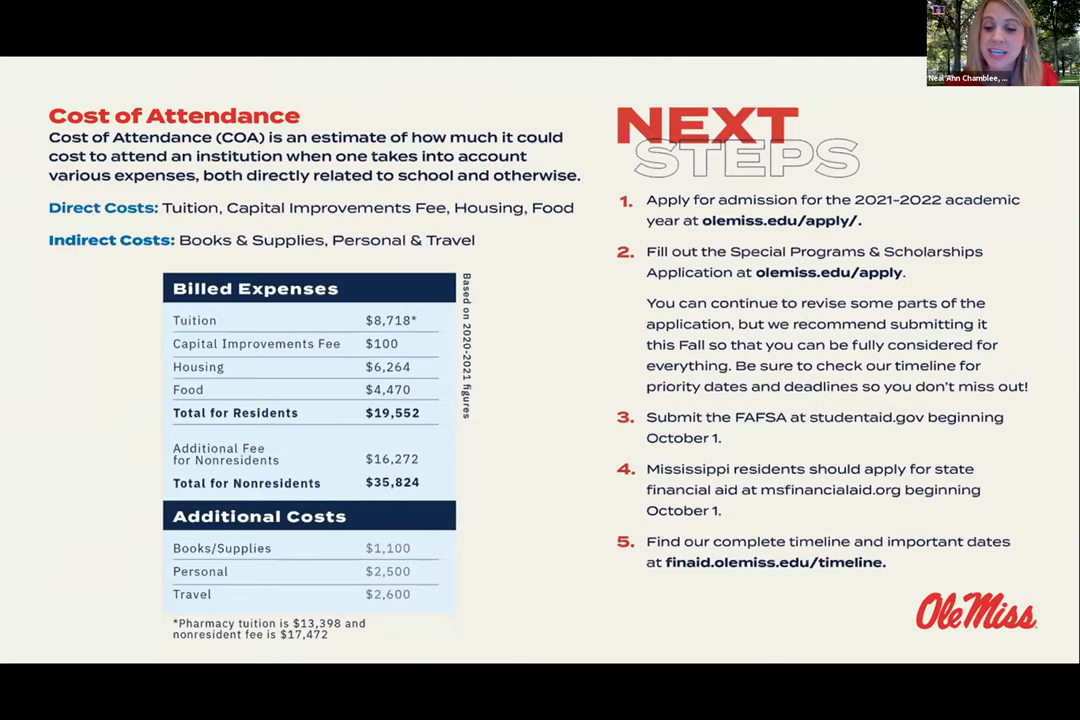 Neal Ann Chamblee, ...
Cost of Attendance
Cost of Attendance (COA) is an estimate of how much it could
cost to attend an institution when one takes into account
various expenses, both directly related to school and otherwise.
Direct Costs: Tuition, Capital Improvements Fee, Housing, Food
Indirect Costs: Books & Supplies, Personal & Travel
Billed Expenses
Tuition $8,718*
Capital Improvements Fee $100
Housing $6,264
Food $4,470
Total for Residents $19,552
Additional Fee
for Nonresidents $16,272
Total for Nonresidents $35,824
Based on 2020-2021 figures
Additional Costs
Books/Supplies $1,100
Personal $2,500
Travel $2,600
*Pharmacy tuition is $13,398 and
nonresident fee is $17,472
NEXT
STEPS
1. Apply for admission for the 2021-2022 academic
year at olemiss.edu/apply/.
2. Fill out the Special Programs & Scholarships
Application at olemiss.edu/apply.
You can continue to revise some parts of the
application, but we recommend submitting it
this Fall so that you can be fully considered for
everything. Be sure to check our timeline for
priority dates and deadlines so you don't miss out!
3. Submit the FAFSA at studentaid.gov beginning
October 1.
4. Mississippi residents should apply for state
financial aid at msfinancialaid.org beginning
October 1.
5. Find our complete timeline and important dates
at finaid.olemiss.edu/timeline.
Ole Miss